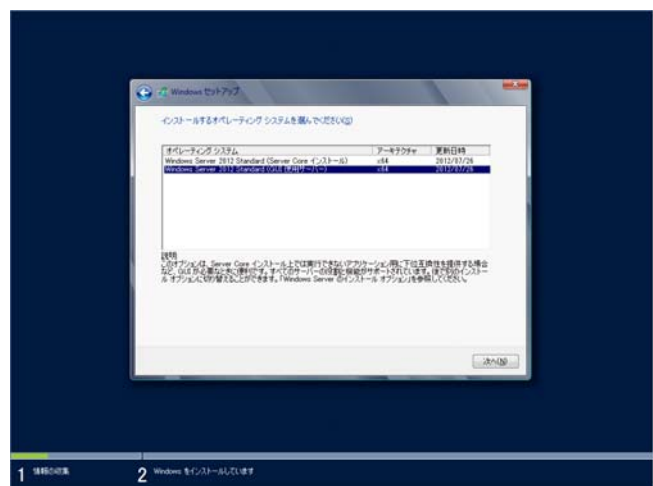 Windows セットアップ
インストールするオペレーティング システムを選んでください(S)
オペレーティング システム アーキテクチャ 更新日時
Windows Server 2012 Standard (Server Core インストール) x64 2012/07/26
Windows Server 2012 Standard (GUI 使用サーバー) x64 2012/07/26
説明
このオプションは、Server Core インストール上では実行できないアプリケーション用に下位互換性を提供する場合
など、GUI が必要なときに便利です。すべてのサーバーの役割と機能がサポートされています。後で別のインストー
ル オプションに切り替えることができます。「Windows Server のインストール オプション」を参照してください。
次へ(N)
1 情報の収集 2 Windows をインストールしています